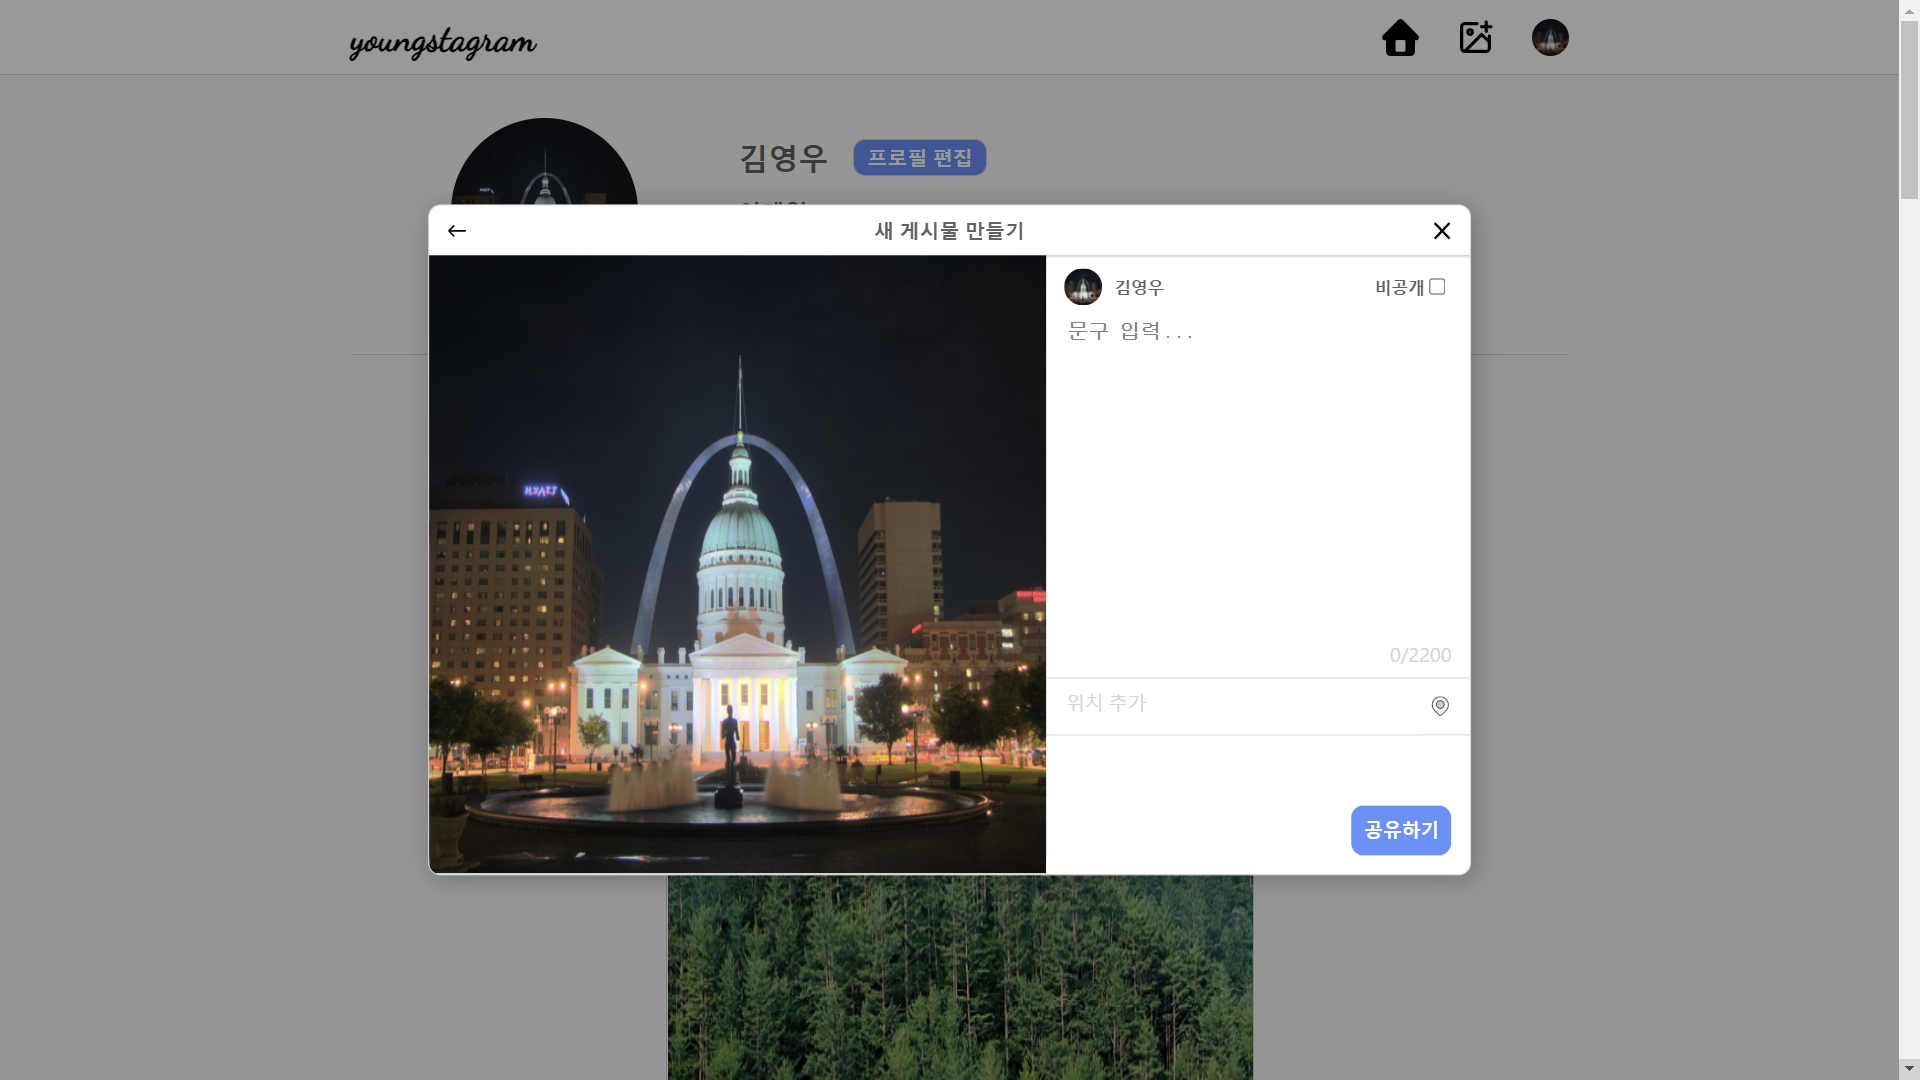 youngstagram
김영우 프로필 편집
새 게시물 만들기
HYATT
김영우
비공개
문구 입력...
0/2200
위치 추가
공유하기